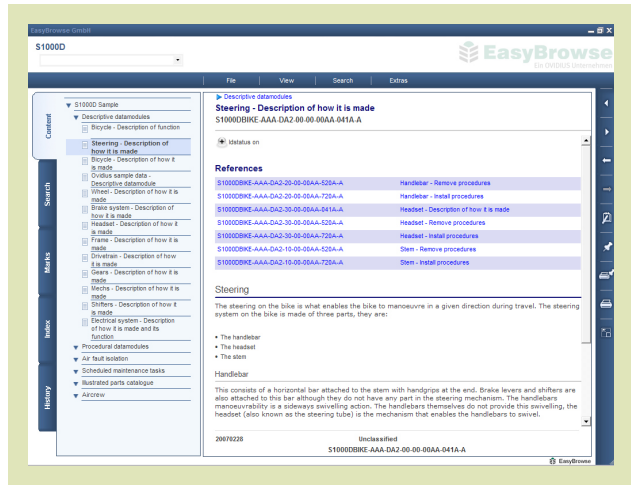 EasyBrowse GmbH
S1000D
EasyBrowse
Ein OVIDIUS Unternehmen
File View Search Extras
Content
Search
Marks
Index
History
S1000D Sample
Descriptive datamodules
Bicycle - Description of function
Steering - Description of
how it is made
Bicycle - Description of how it
is made
Ovidius sample data -
Descriptive datamodule
Wheel - Description of how it is
made
Brake system - Description of
how it is made
Headset - Description of how it
is made
Frame - Description of how it is
made
Drivetrain - Description of how
it is made
Gears - Description of how it is
made
Mechs - Description of how it is
made
Shifters - Description of how it
is made
Electrical system - Description
of how it is made and its
function
Procedural datamodules
Air fault isolation
Scheduled maintenance tasks
Illustrated parts catalogue
Aircrew
Descriptive datamodules
Steering - Description of how it is made
S1000DBIKE-AAA-DA2-00-00-00AA-041A-A
Idstatus on
References
S1000DBIKE-AAA-DA2-20-00-00AA-520A-A Handlebar - Remove procedures
S1000DBIKE-AAA-DA2-20-00-00AA-720A-A Handlebar - Install procedures
S1000DBIKE-AAA-DA2-30-00-00AA-041A-A Headset - Description of how it is made
S1000DBIKE-AAA-DA2-30-00-00AA-520A-A Headset - Remove procedures
S1000DBIKE-AAA-DA2-30-00-00AA-720A-A Headset - install procedures
S1000DBIKE-AAA-DA2-10-00-00AA-520A-A Stem - Remove procedures
S1000DBIKE-AAA-DA2-10-00-00AA-720A-A Stem - Install procedures
Steering
The steering on the bike is what enables the bike to manoeuvre in a given direction during travel. The steering
system on the bike is made of three parts, they are:
• The handlebar
• The headset
• The stem
Handlebar
This consists of a horizontal bar attached to the stem with handgrips at the end. Brake levers and shifters are
also attached to this bar although they do not have any part in the steering mechanism. The handlebars
manoeuvrability is a sideways swivelling action. The handlebars themselves do not provide this swivelling, the
headset (also known as the steering tube) is the mechanism that enables the handlebars to swivel.
20070228 Unclassified
S1000DBIKE-AAA-DA2-00-00-00AA-041A-A
EasyBrowse